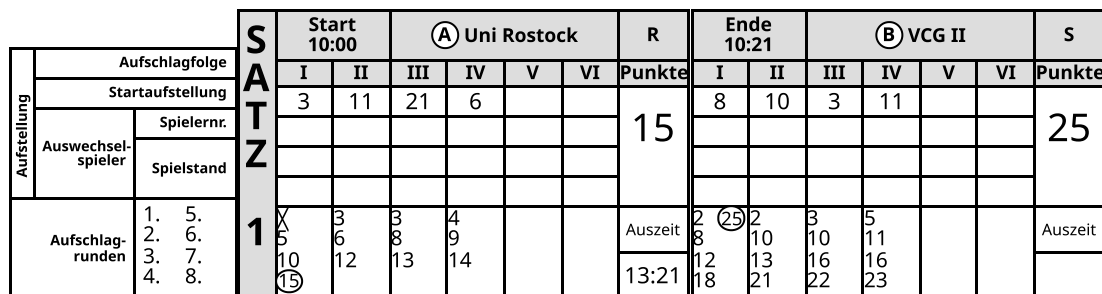 SATZ 1
Start 10:00 A Uni Rostock R Ende 10:21 B VCG II S
Aufschlagfolge I II III IV V VI Punkte I II III IV V VI Punkte
Aufstellung Startaufstellung 3 11 21 6 15 8 10 3 11 25
Auswechsel-spieler Spielernr.
Spielstand
Aufschlag-runden
1. 5. X 3 3 4 Auszeit 2 25 2 3 5 Auszeit
2. 6. 5 6 8 9 8 10 10 11
3. 7. 10 12 13 14 13:21 12 13 16 16
4. 8. 15 18 21 22 23